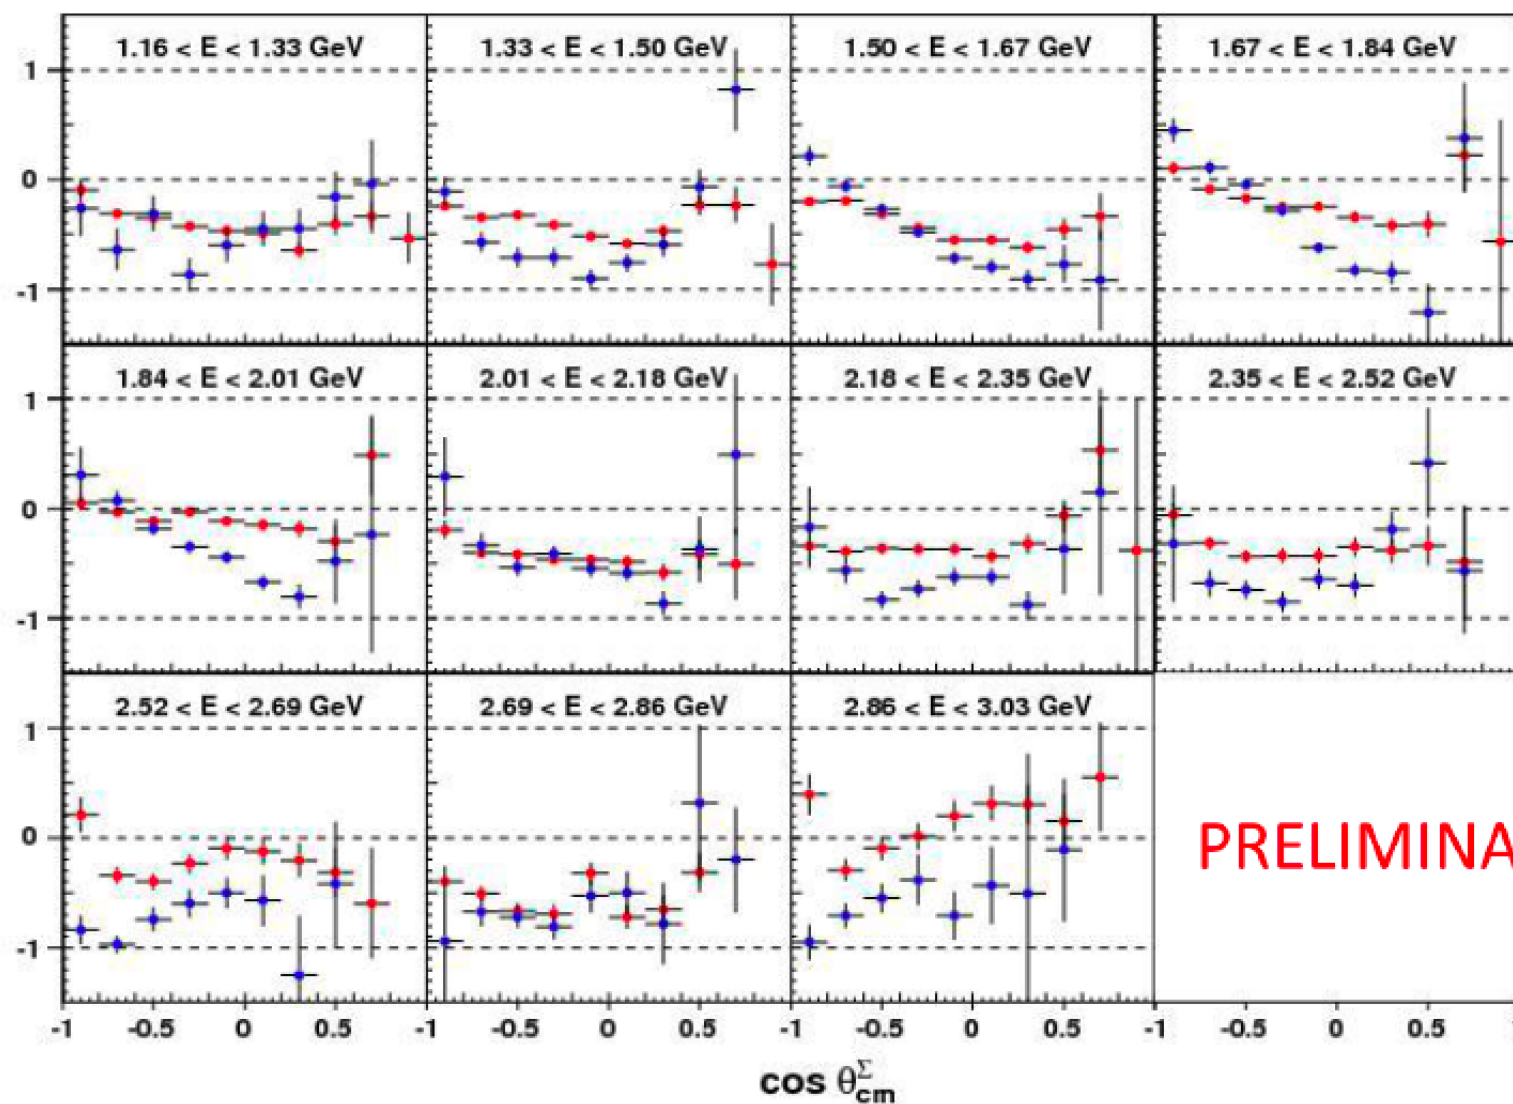 1.16 < E < 1.33 GeV 1.33 < E < 1.50 GeV 1.50 < E < 1.67 GeV 1.67 < E < 1.84 GeV
1
0
-1
1.84 < E < 2.01 GeV 2.01 < E < 2.18 GeV 2.18 < E < 2.35 GeV 2.35 < E < 2.52 GeV
1
0
-1
2.52 < E < 2.69 GeV 2.69 < E < 2.86 GeV 2.86 < E < 3.03 GeV
1
0
PRELIMINA
-1
-1 -0.5 0 0.5 -1 -0.5 0 0.5 -1 -0.5 0 0.5 -1 -0.5 0 0.5
cos θ^Σ_cm